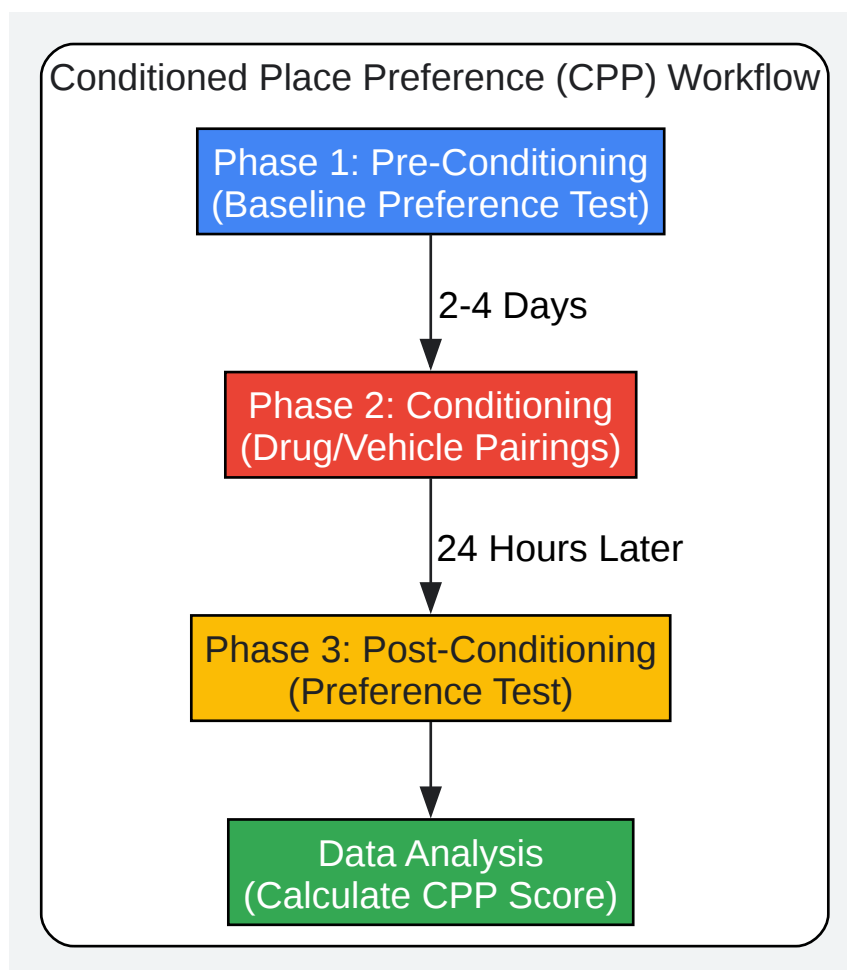 Conditioned Place Preference (CPP) Workflow
Phase 1: Pre-Conditioning
(Baseline Preference Test)
2-4 Days
Phase 2: Conditioning
(Drug/Vehicle Pairings)
24 Hours Later
Phase 3: Post-Conditioning
(Preference Test)
Data Analysis
(Calculate CPP Score)